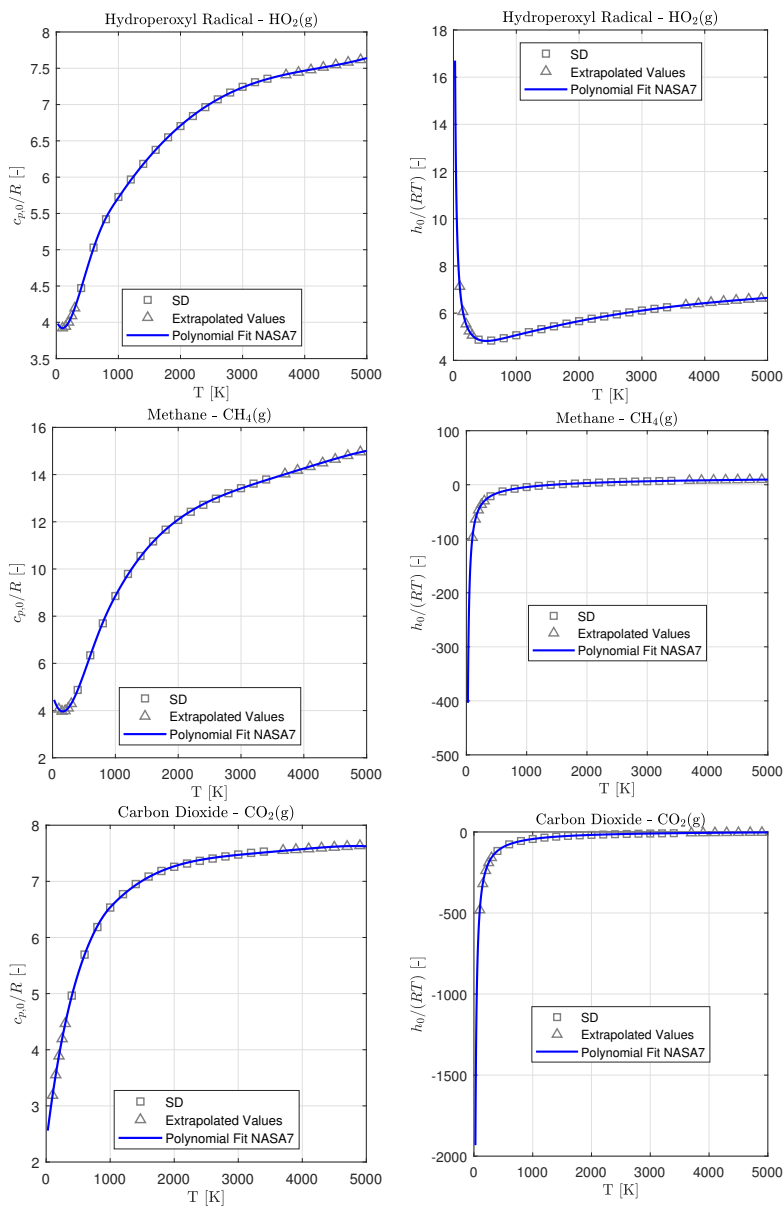 Hydroperoxyl Radical - HO₂(g)
8
7.5
7
6.5
6
5.5
5
4.5
4
3.5
c_{p,0}/R [-]
SD
Extrapolated Values
Polynomial Fit NASA7
0 1000 2000 3000 4000 5000
T [K]
Hydroperoxyl Radical - HO₂(g)
18
16
14
12
10
8
6
4
h₀/(RT) [-]
SD
Extrapolated Values
Polynomial Fit NASA7
0 1000 2000 3000 4000 5000
T [K]
Methane - CH₄(g)
16
14
12
10
8
6
4
2
c_{p,0}/R [-]
SD
Extrapolated Values
Polynomial Fit NASA7
0 1000 2000 3000 4000 5000
T [K]
Methane - CH₄(g)
100
0
-100
-200
-300
-400
-500
h₀/(RT) [-]
SD
Extrapolated Values
Polynomial Fit NASA7
0 1000 2000 3000 4000 5000
T [K]
Carbon Dioxide - CO₂(g)
8
7
6
5
4
3
2
c_{p,0}/R [-]
SD
Extrapolated Values
Polynomial Fit NASA7
0 1000 2000 3000 4000 5000
T [K]
Carbon Dioxide - CO₂(g)
0
-500
-1000
-1500
-2000
h₀/(RT) [-]
SD
Extrapolated Values
Polynomial Fit NASA7
0 1000 2000 3000 4000 5000
T [K]